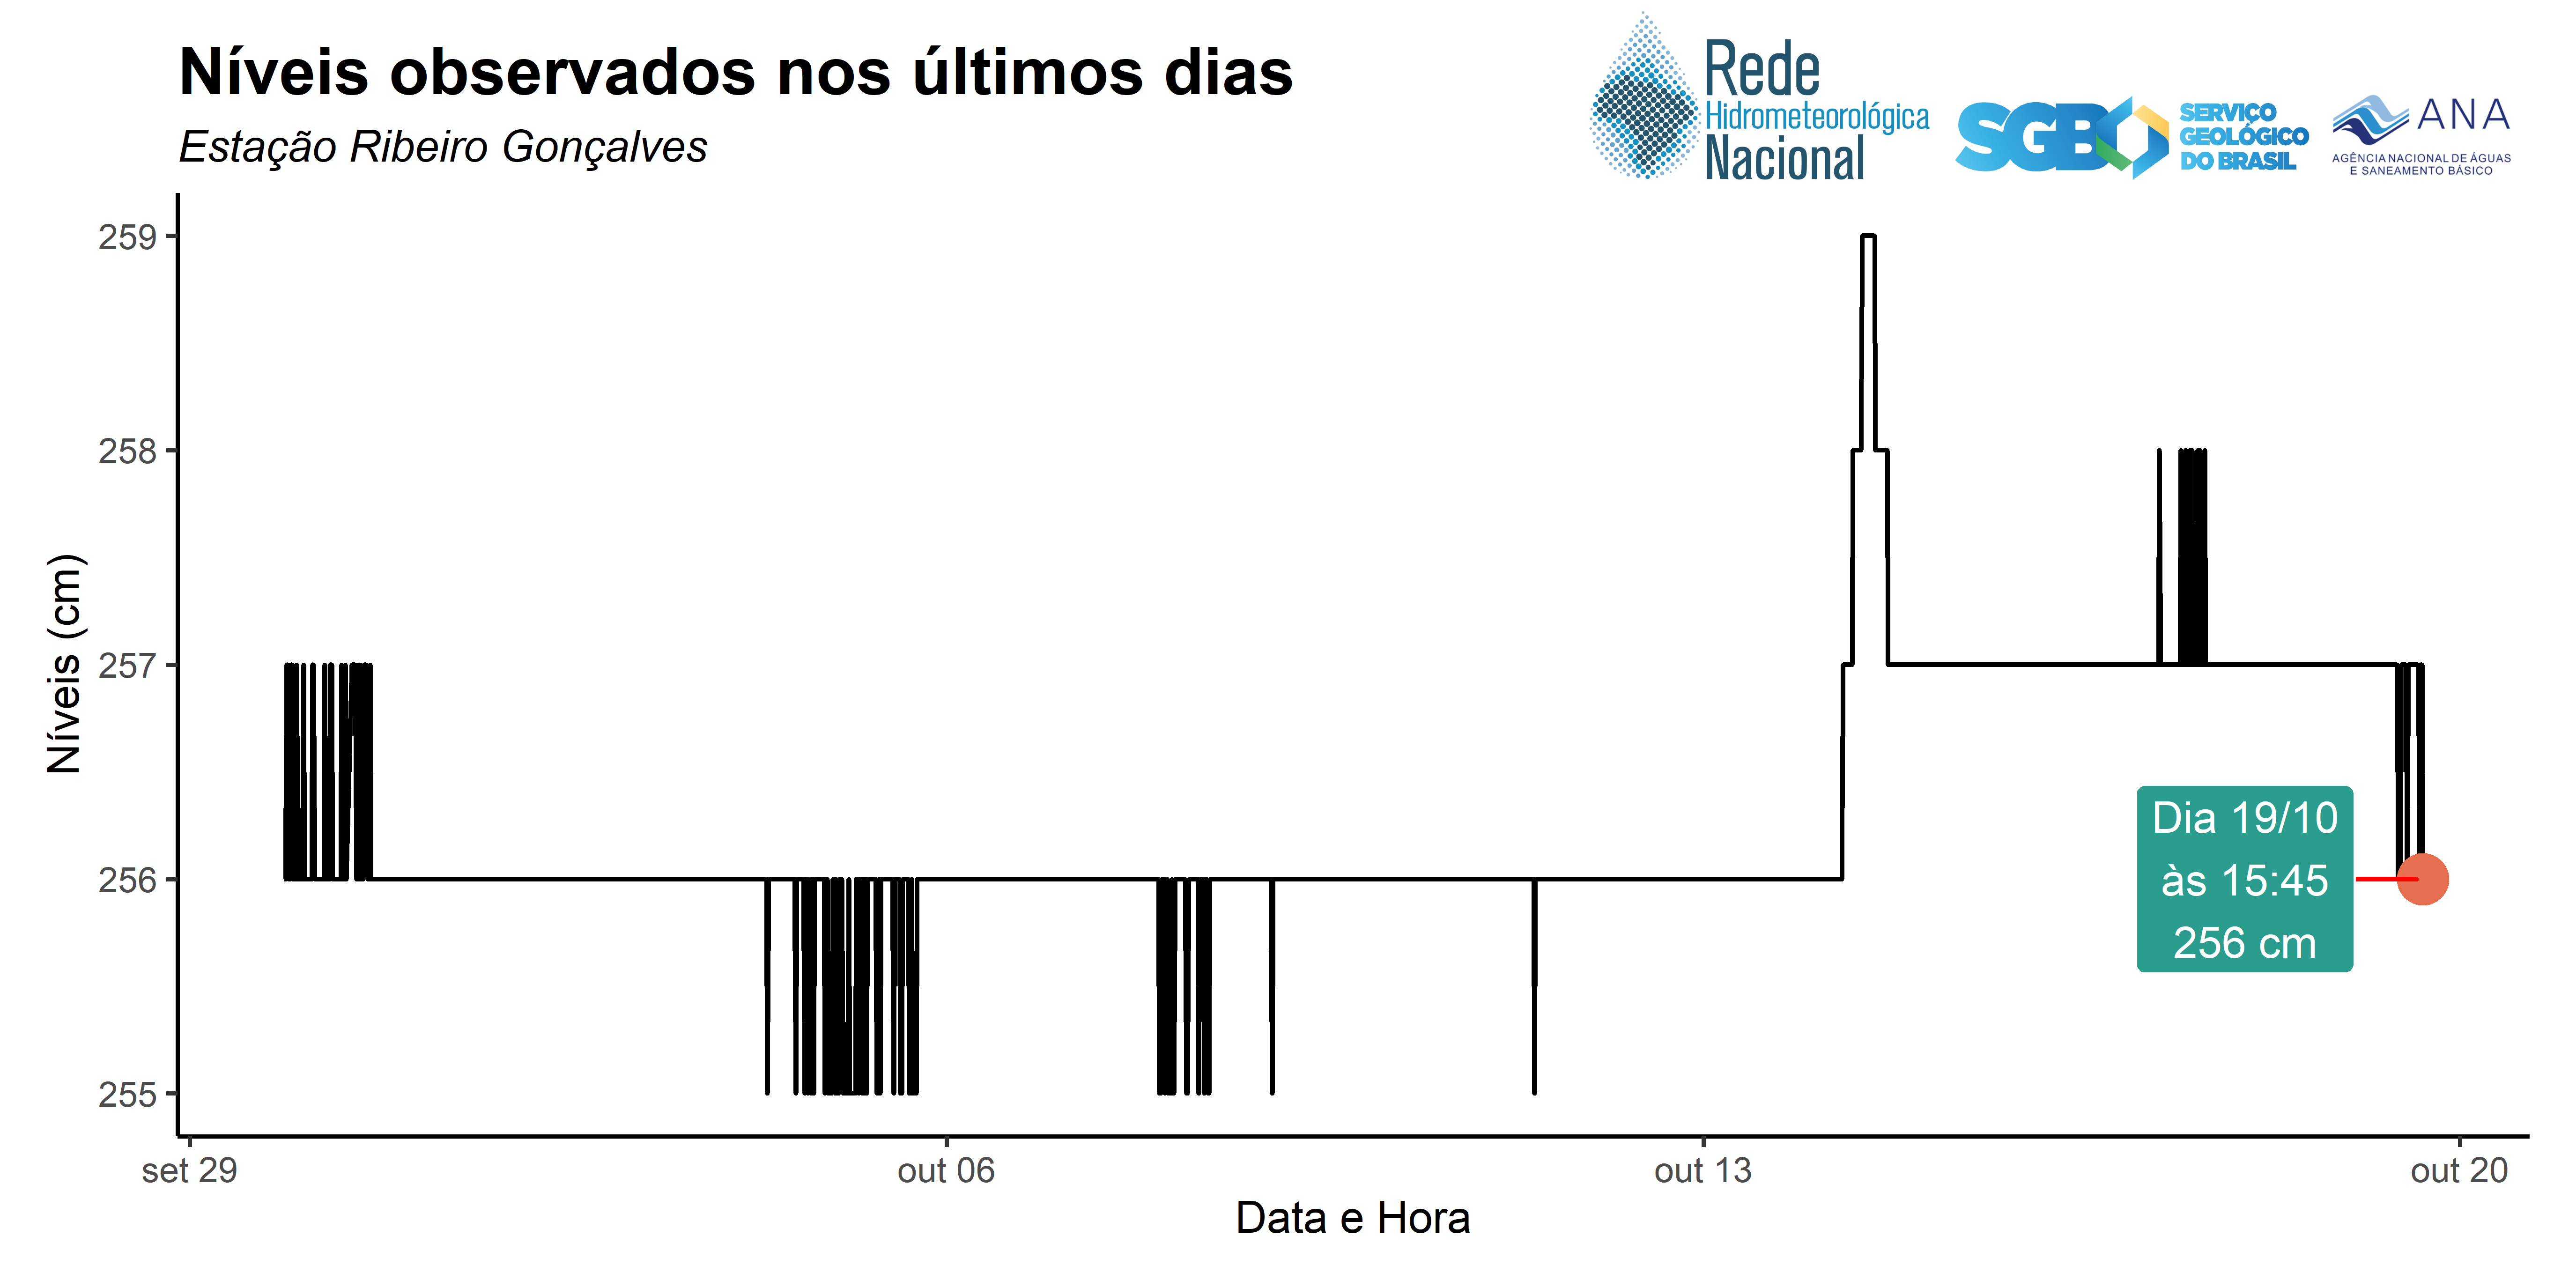 Níveis observados nos últimos dias
Estação Ribeiro Gonçalves
Rede
Hidrometeorológica
Nacional
SGB
SERVIÇO
GEOLÓGICO
DO BRASIL
ANA
AGÊNCIA NACIONAL DE ÁGUAS
E SANEAMENTO BÁSICO
259
258
257
256
255
Níveis (cm)
Dia 19/10
às 15:45
256 cm
set 29
out 06
out 13
out 20
Data e Hora